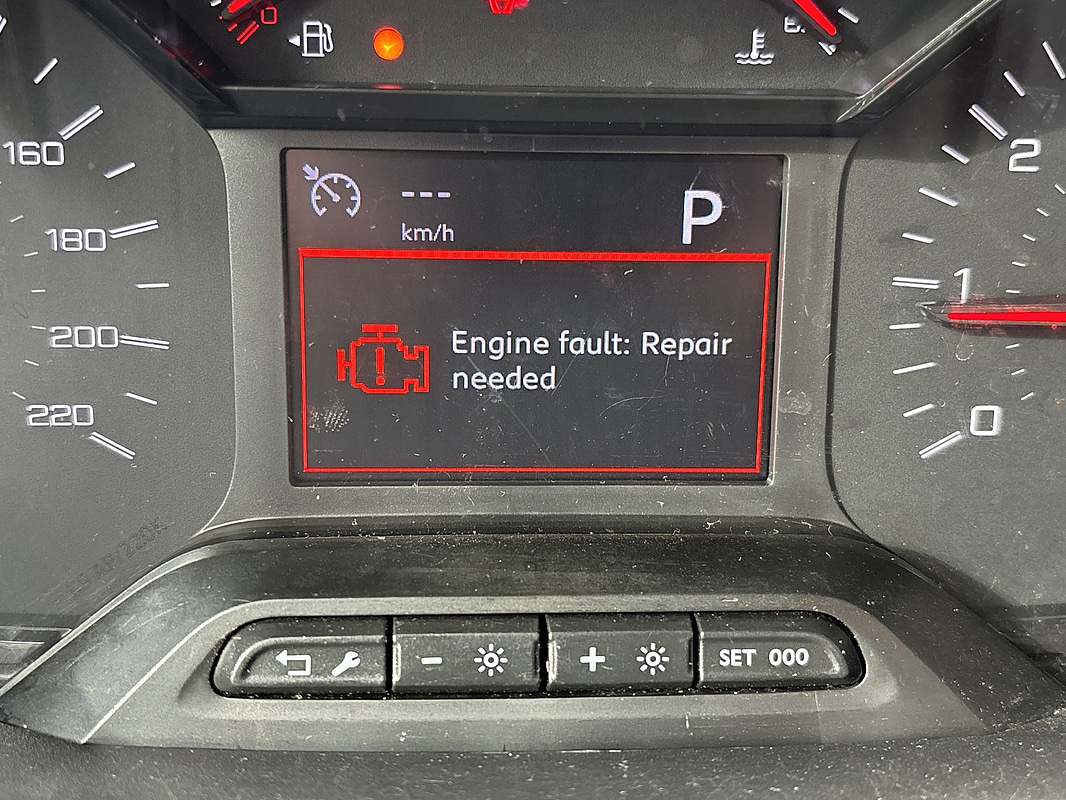 ---
km/h
P
Engine fault: Repair
needed
160
180
200
220
2
1
0
SET 000